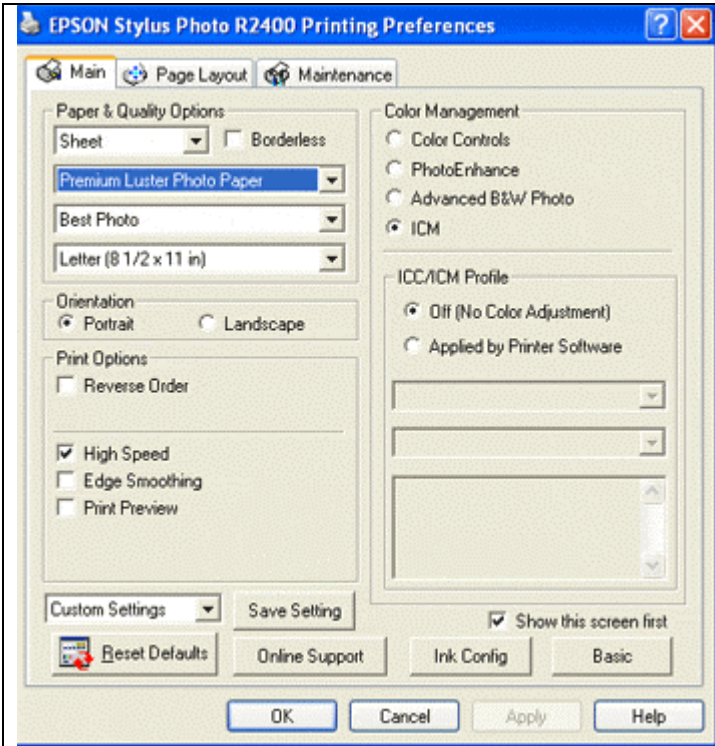 EPSON Stylus Photo R2400 Printing Preferences
Main
Page Layout
Maintenance
Paper & Quality Options
Sheet
Borderless
Premium Luster Photo Paper
Best Photo
Letter (8 1/2 x 11 in)
Orientation
Portrait
Landscape
Print Options
Reverse Order
High Speed
Edge Smoothing
Print Preview
Color Management
Color Controls
PhotoEnhance
Advanced B&W Photo
ICM
ICC/ICM Profile
Off (No Color Adjustment)
Applied by Printer Software
Custom Settings
Save Setting
Show this screen first
Reset Defaults
Online Support
Ink Config
Basic
OK
Cancel
Apply
Help